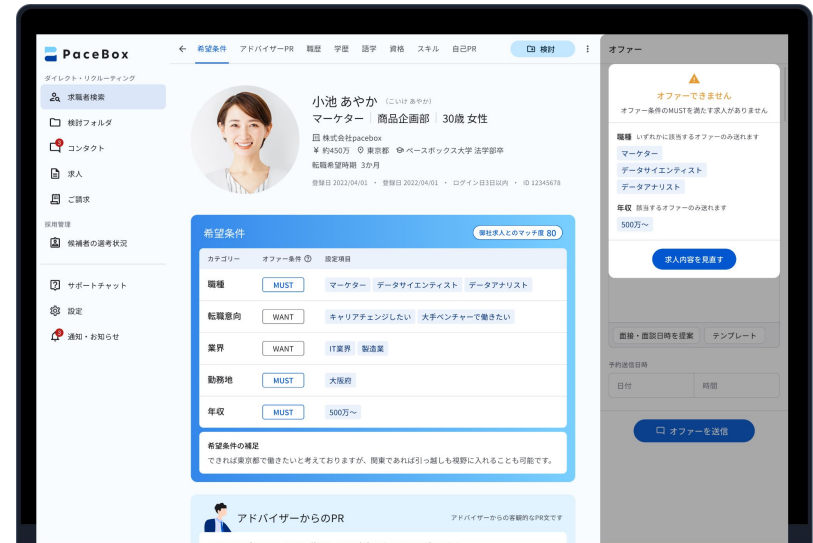 PaceBox
ダイレクト・リクルーティング
求職者検索
検討フォルダ
3
コンタクト
求人
ご請求
採用管理
候補者の選考状況
サポートチャット
設定
3
通知・お知らせ
← 希望条件 アドバイザーPR 職歴 学歴 語学 資格 スキル 自己PR
検討
小池 あやか (こいけ あやか)
マーケター 商品企画部 30歳 女性
株式会社pacebox
¥ 約450万 東京都 ペースボックス大学 法学部卒
転職希望時期 3か月
登録日 2022/04/01 ・ 登録日 2022/04/01 ・ ログイン日3日以内 ・ ID 12345678
希望条件
御社求人とのマッチ度 80
カテゴリー オファー条件 設定項目
職種 MUST マーケター データサイエンティスト データアナリスト
転職意向 WANT キャリアチェンジしたい 大手ベンチャーで働きたい
業界 WANT IT業界 製造業
勤務地 MUST 大阪府
年収 MUST 500万〜
希望条件の補足
できれば東京都で働きたいと考えておりますが、関東であれば引っ越しも視野に入れることも可能です。
アドバイザーからのPR
アドバイザーからの客観的なPR文です
オファー
オファーできません
オファー条件のMUSTを満たす求人がありません
職種 いずれかに該当するオファーのみ送れます
マーケター
データサイエンティスト
データアナリスト
年収 該当するオファーのみ送れます
500万〜
求人内容を見直す
面接・面談日時を提案 テンプレート
予約送信日時
日付 時間
オファーを送信